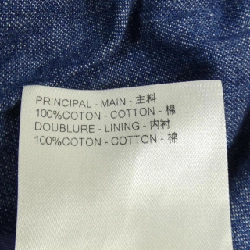 PRINCIPAL - MAIN - 主料
100%COTON - COTTON - 棉
DOUBLURE - LINING - 内衬
100%COTON - COTTON - 棉